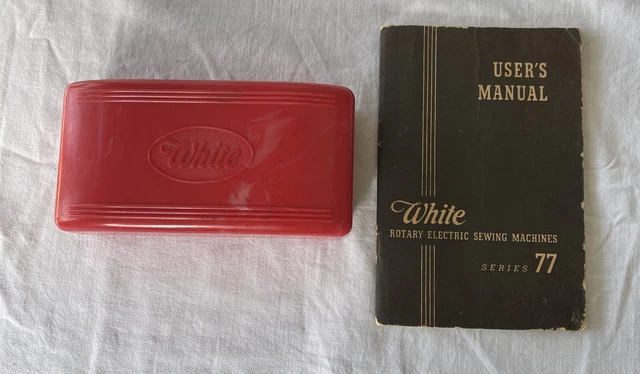 White
USER'S
MANUAL
White
ROTARY ELECTRIC SEWING MACHINES
SERIES 77